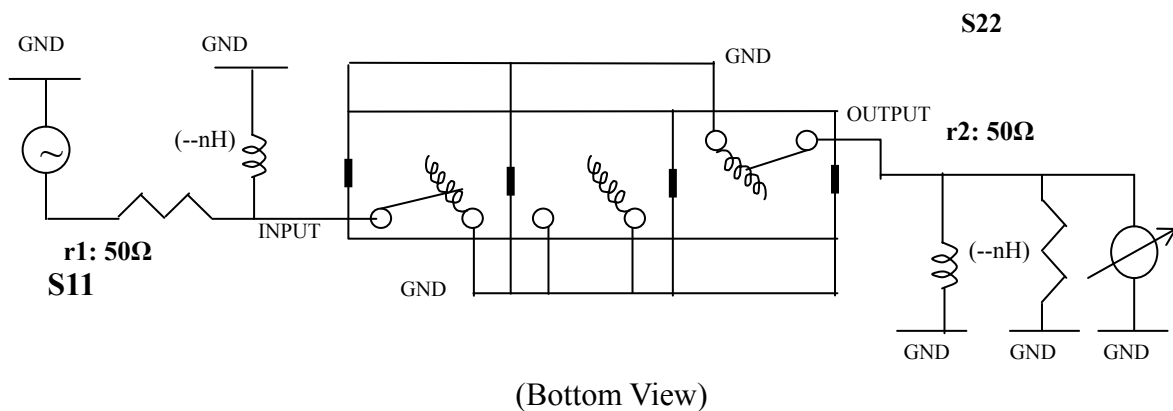 S22
GND
GND
GND
OUTPUT
(--nH)
r2: 50Ω
INPUT
r1: 50Ω
(--nH)
S11
GND
GND
GND
GND
(Bottom View)